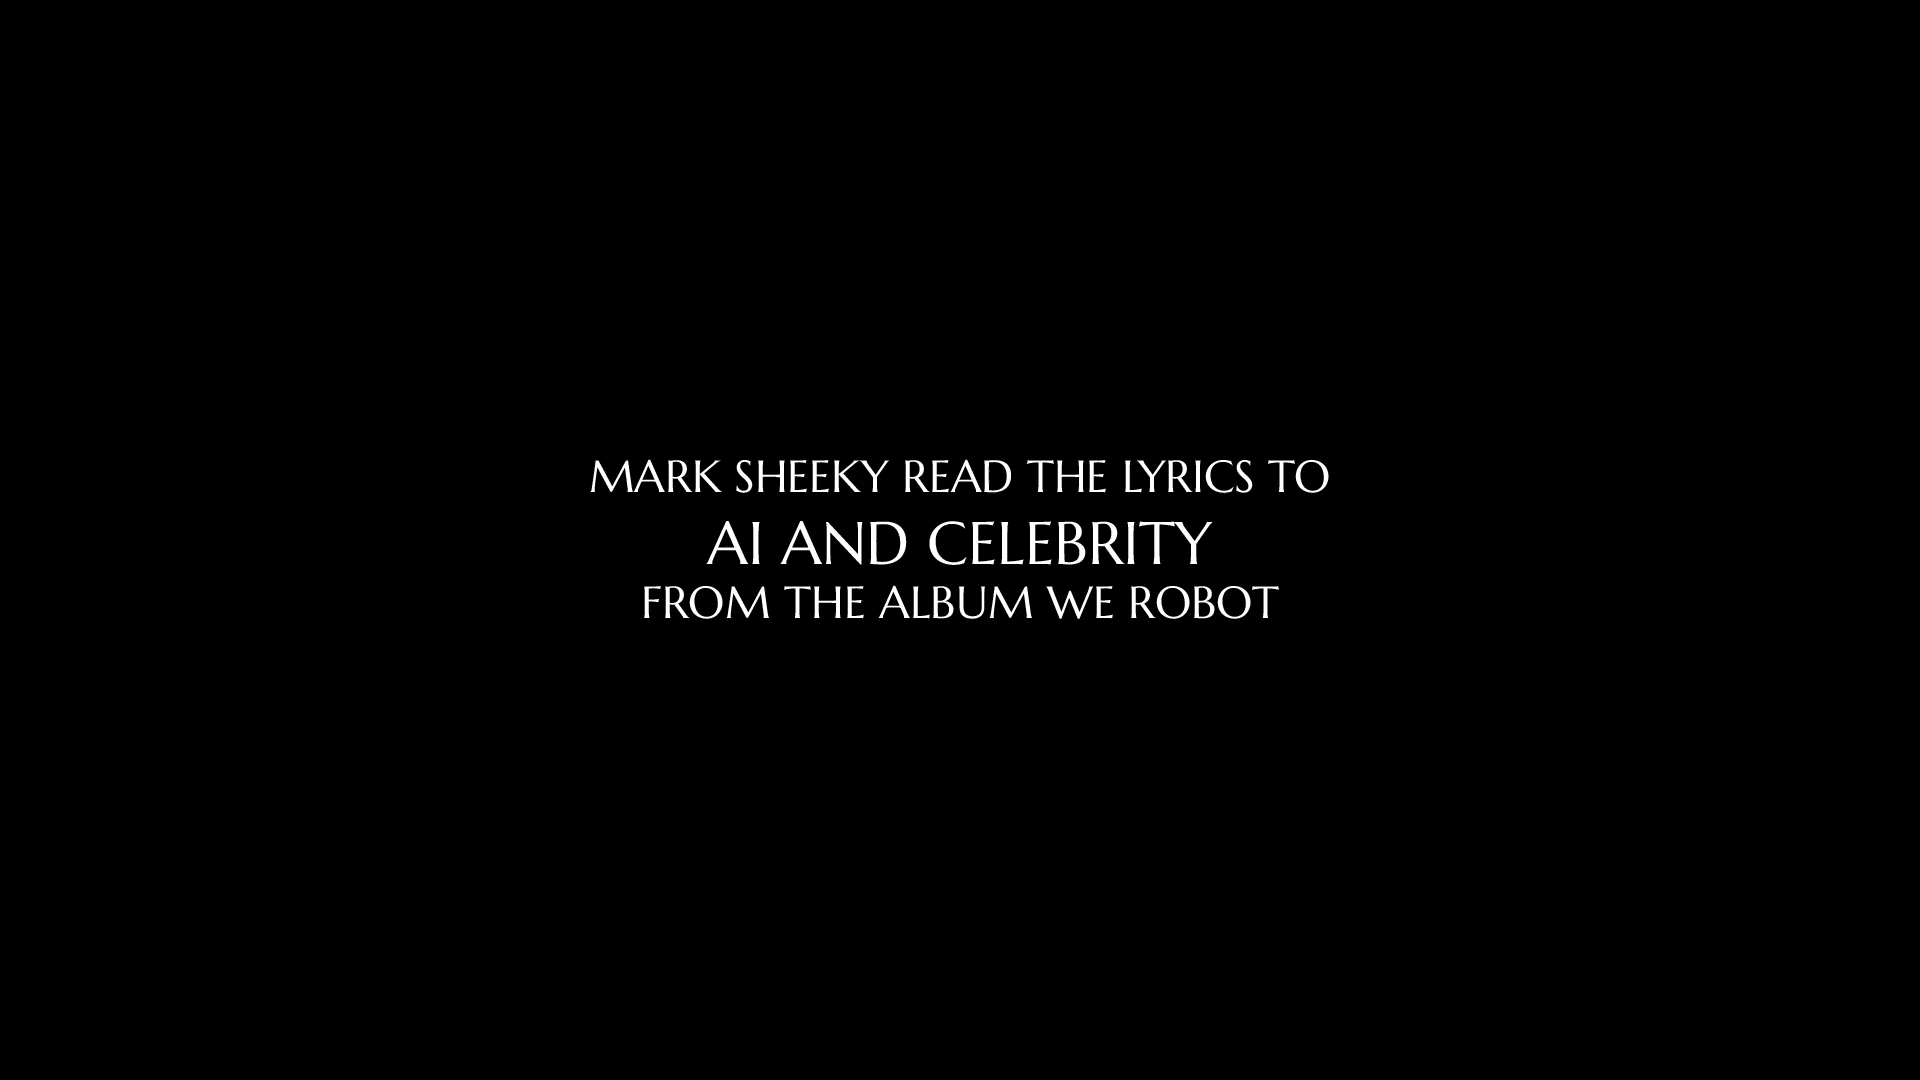 MARK SHEEKY READ THE LYRICS TO
AI AND CELEBRITY
FROM THE ALBUM WE ROBOT